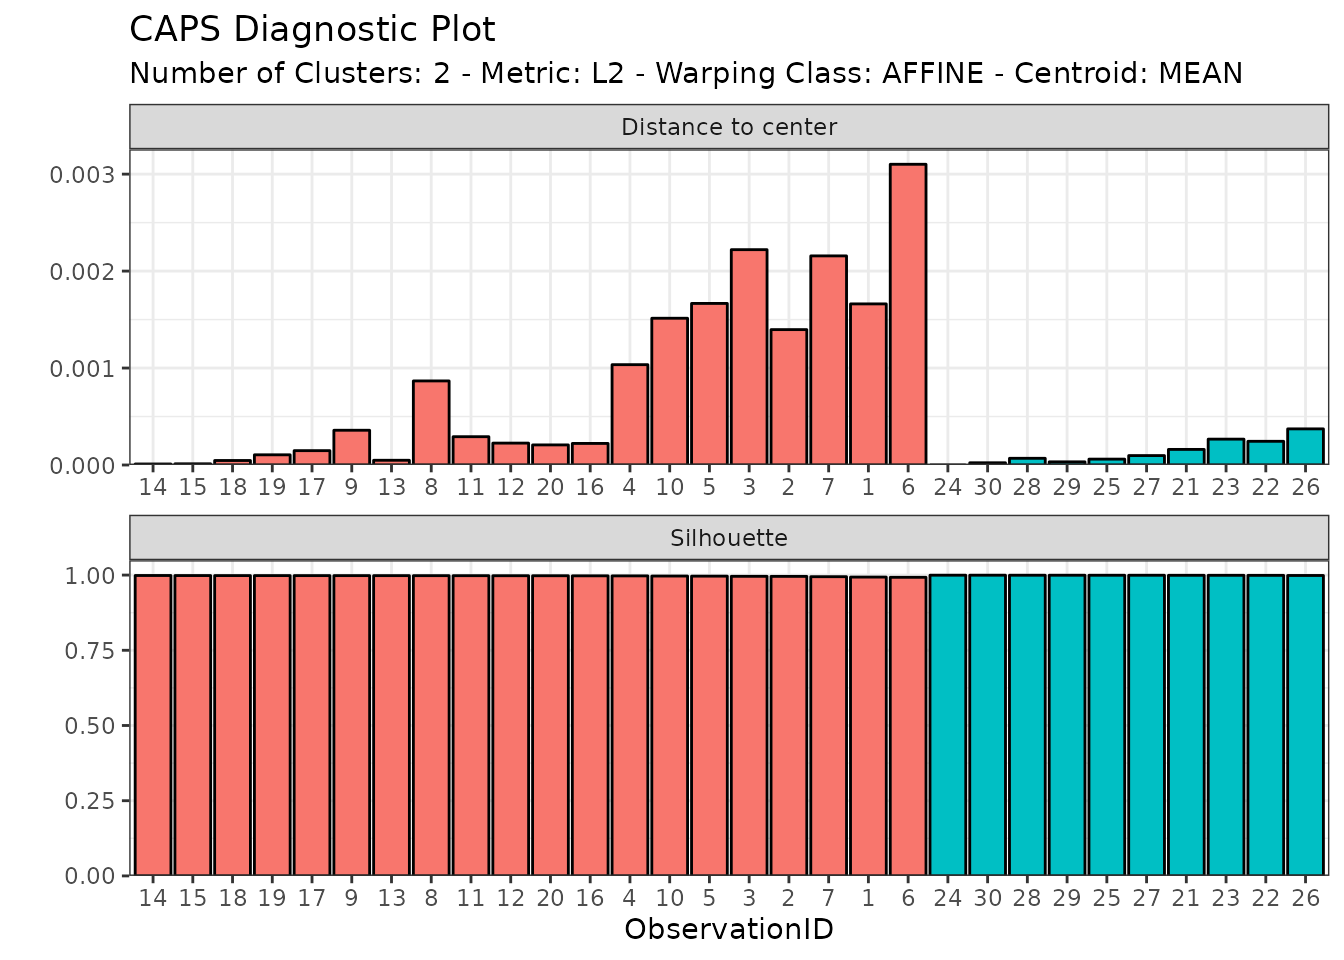 CAPS Diagnostic Plot
Number of Clusters: 2 - Metric: L2 - Warping Class: AFFINE - Centroid: MEAN
Distance to center
0.003
0.002
0.001
0.000
14 15 18 19 17 9 13 8 11 12 20 16 4 10 5 3 2 7 1 6 24 30 28 29 25 27 21 23 22 26
Silhouette
1.00
0.75
0.50
0.25
0.00
14 15 18 19 17 9 13 8 11 12 20 16 4 10 5 3 2 7 1 6 24 30 28 29 25 27 21 23 22 26
ObservationID